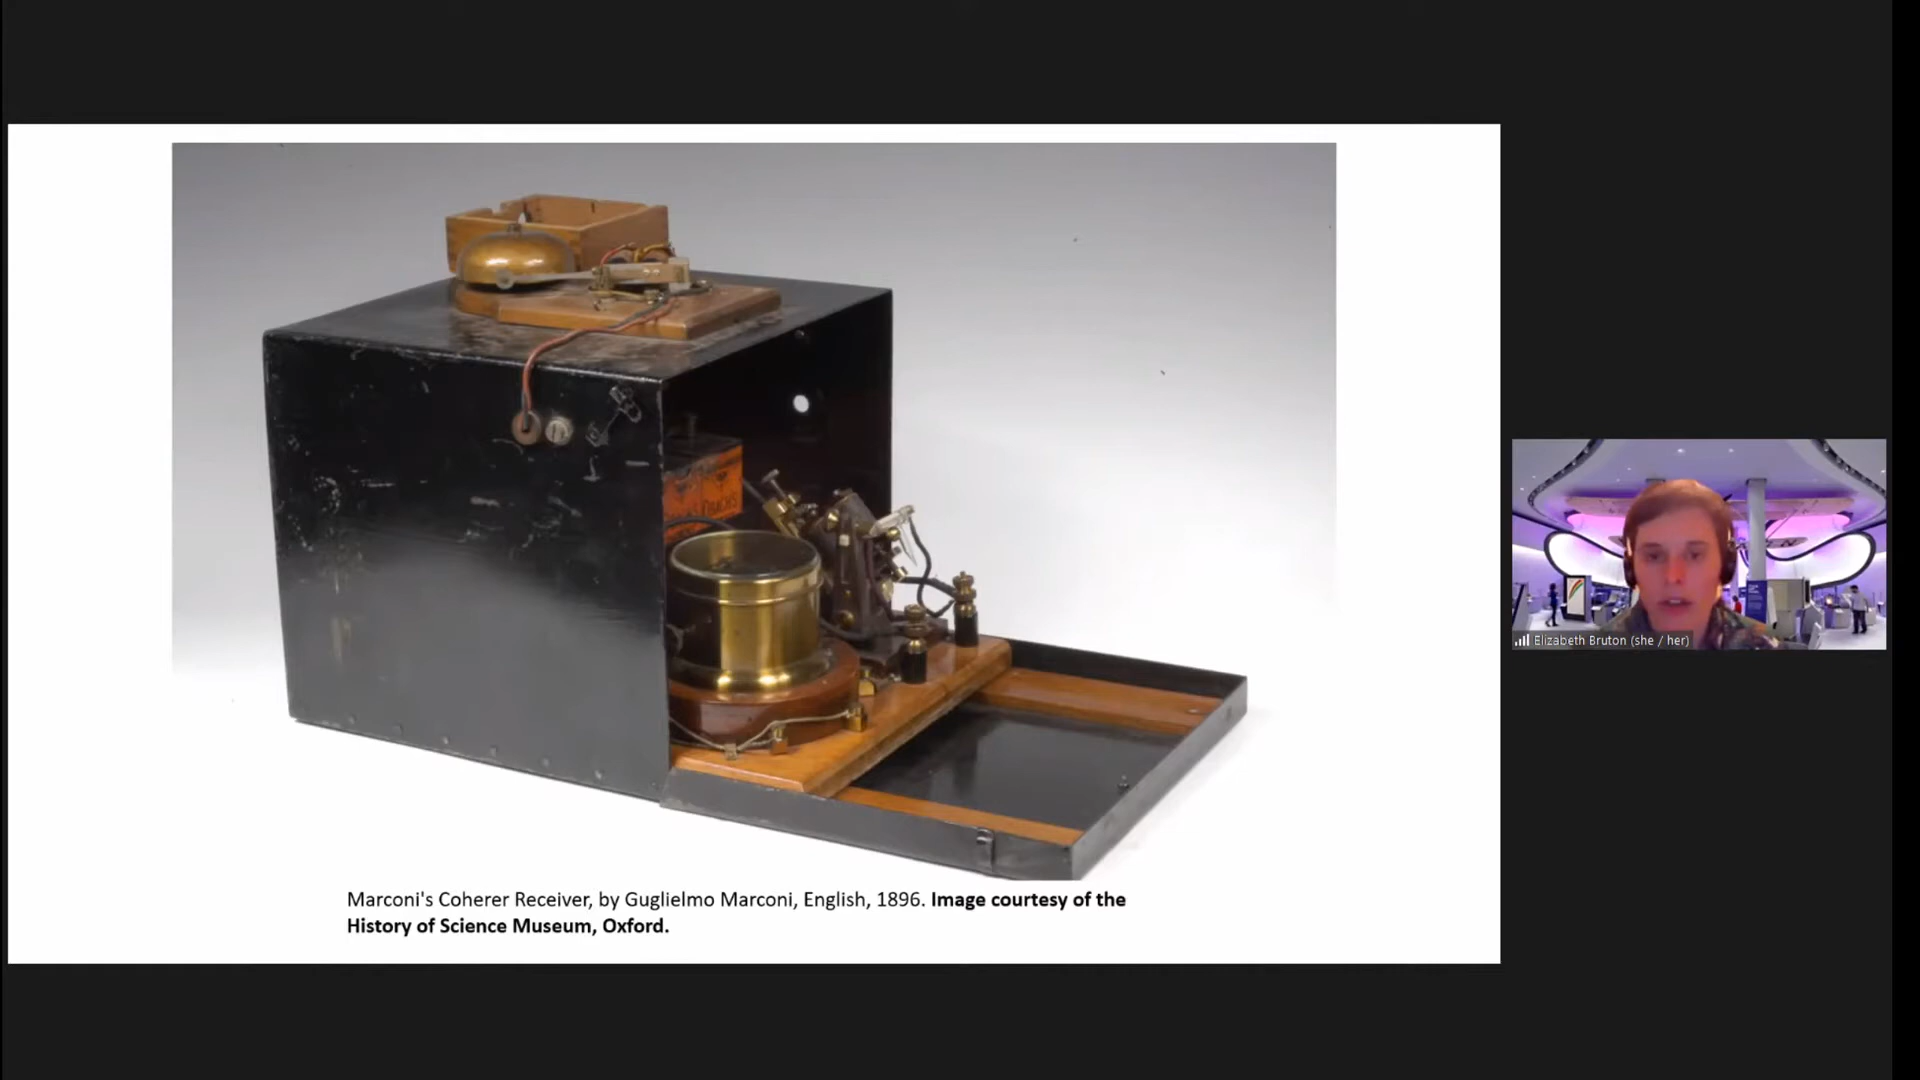 Marconi's Coherer Receiver, by Guglielmo Marconi, English, 1896. Image courtesy of the
History of Science Museum, Oxford.
Elizabeth Bruton (she / her)